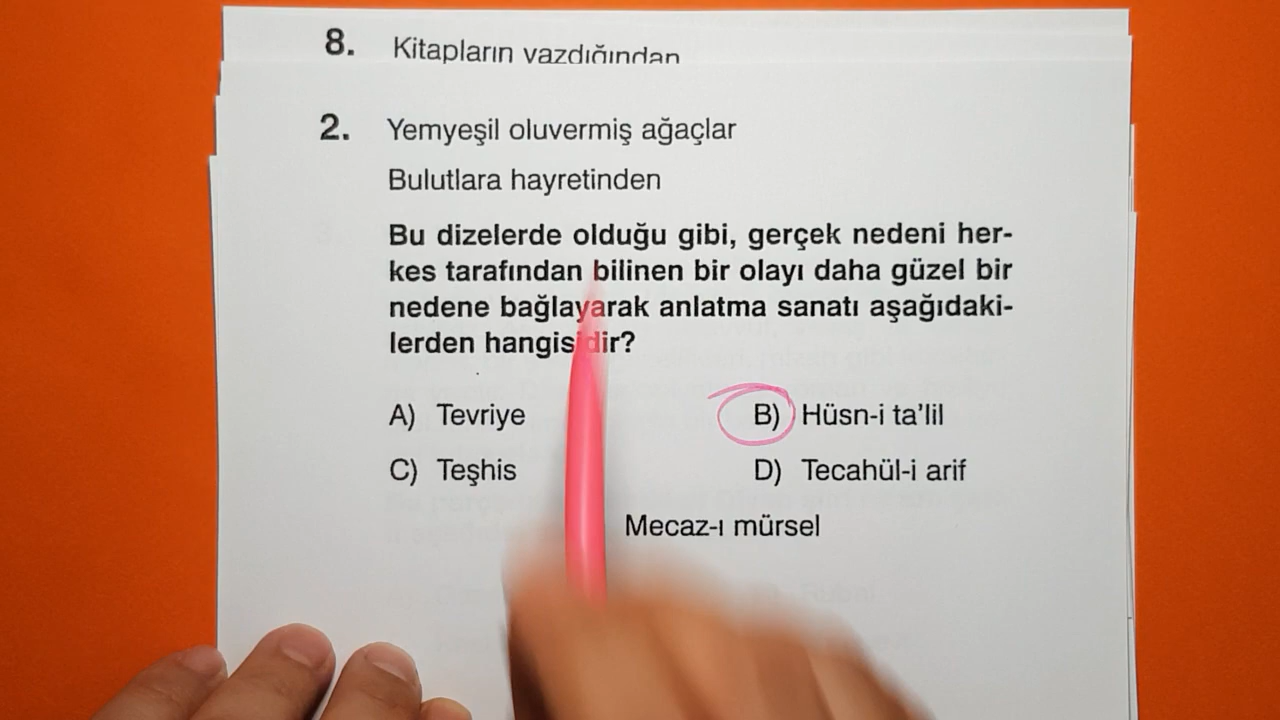 8. Kitapların yazdığından
2. Yemyeşil oluvermiş ağaçlar
Bulutlara hayretinden
Bu dizelerde olduğu gibi, gerçek nedeni her-
kes tarafından bilinen bir olayı daha güzel bir
nedene bağlayarak anlatma sanatı aşağıdaki-
lerden hangisidir?
A) Tevriye B) Hüsn-i ta'lil
C) Teşhis D) Tecahül-i arif
Mecaz-ı mürsel